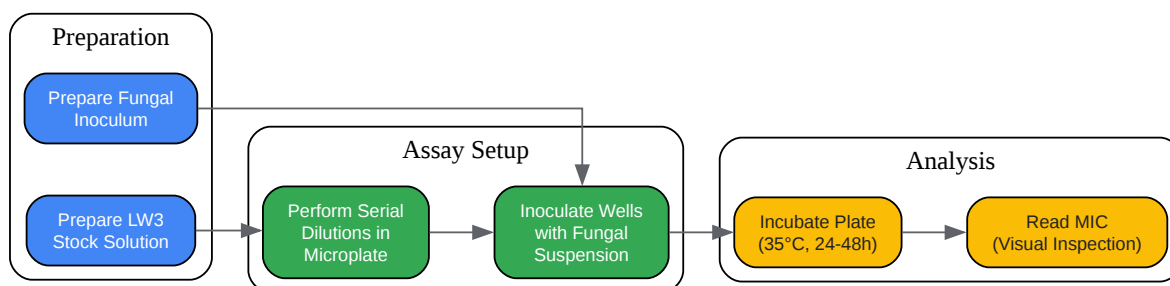 Preparation
Prepare Fungal
Inoculum
Prepare LW3
Stock Solution
Assay Setup
Perform Serial
Dilutions in
Microplate
Inoculate Wells
with Fungal
Suspension
Analysis
Incubate Plate
(35°C, 24-48h)
Read MIC
(Visual Inspection)